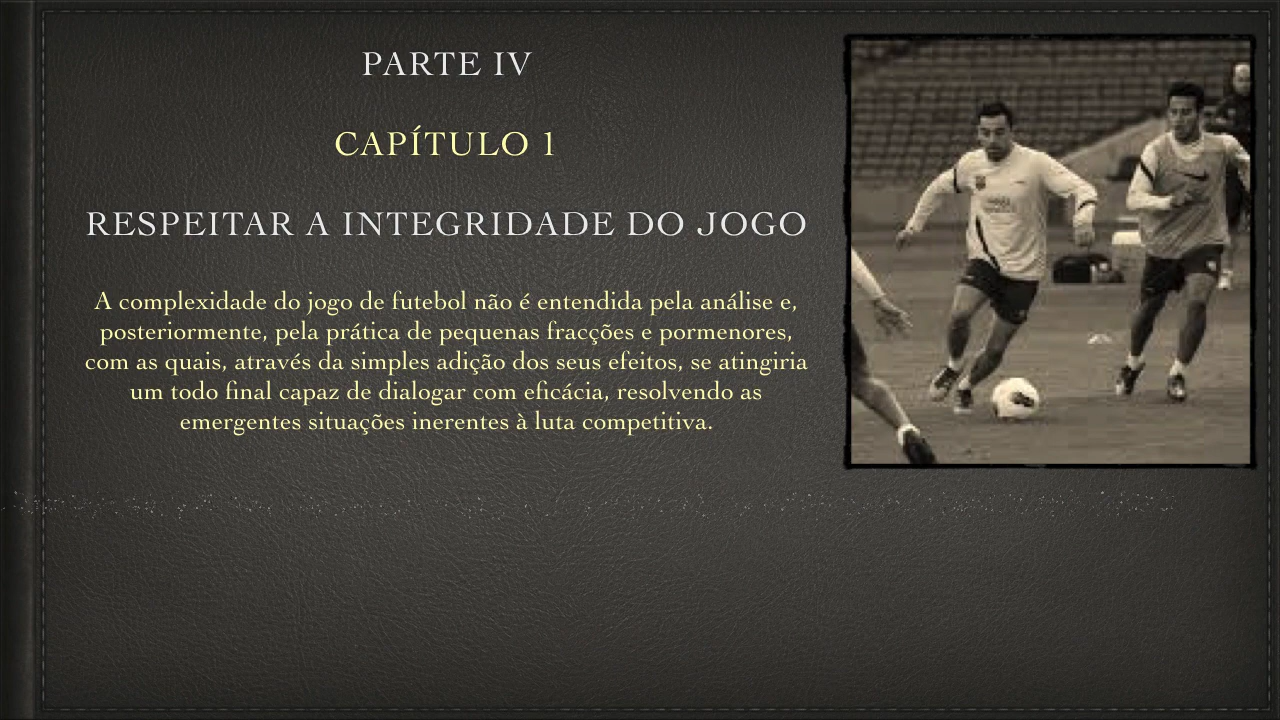 PARTE IV
CAPÍTULO 1
RESPEITAR A INTEGRIDADE DO JOGO
A complexidade do jogo de futebol não é entendida pela análise e,
posteriormente, pela prática de pequenas fracções e pormenores,
com as quais, através da simples adição dos seus efeitos, se atingiria
um todo final capaz de dialogar com eficácia, resolvendo as
emergentes situações inerentes à luta competitiva.